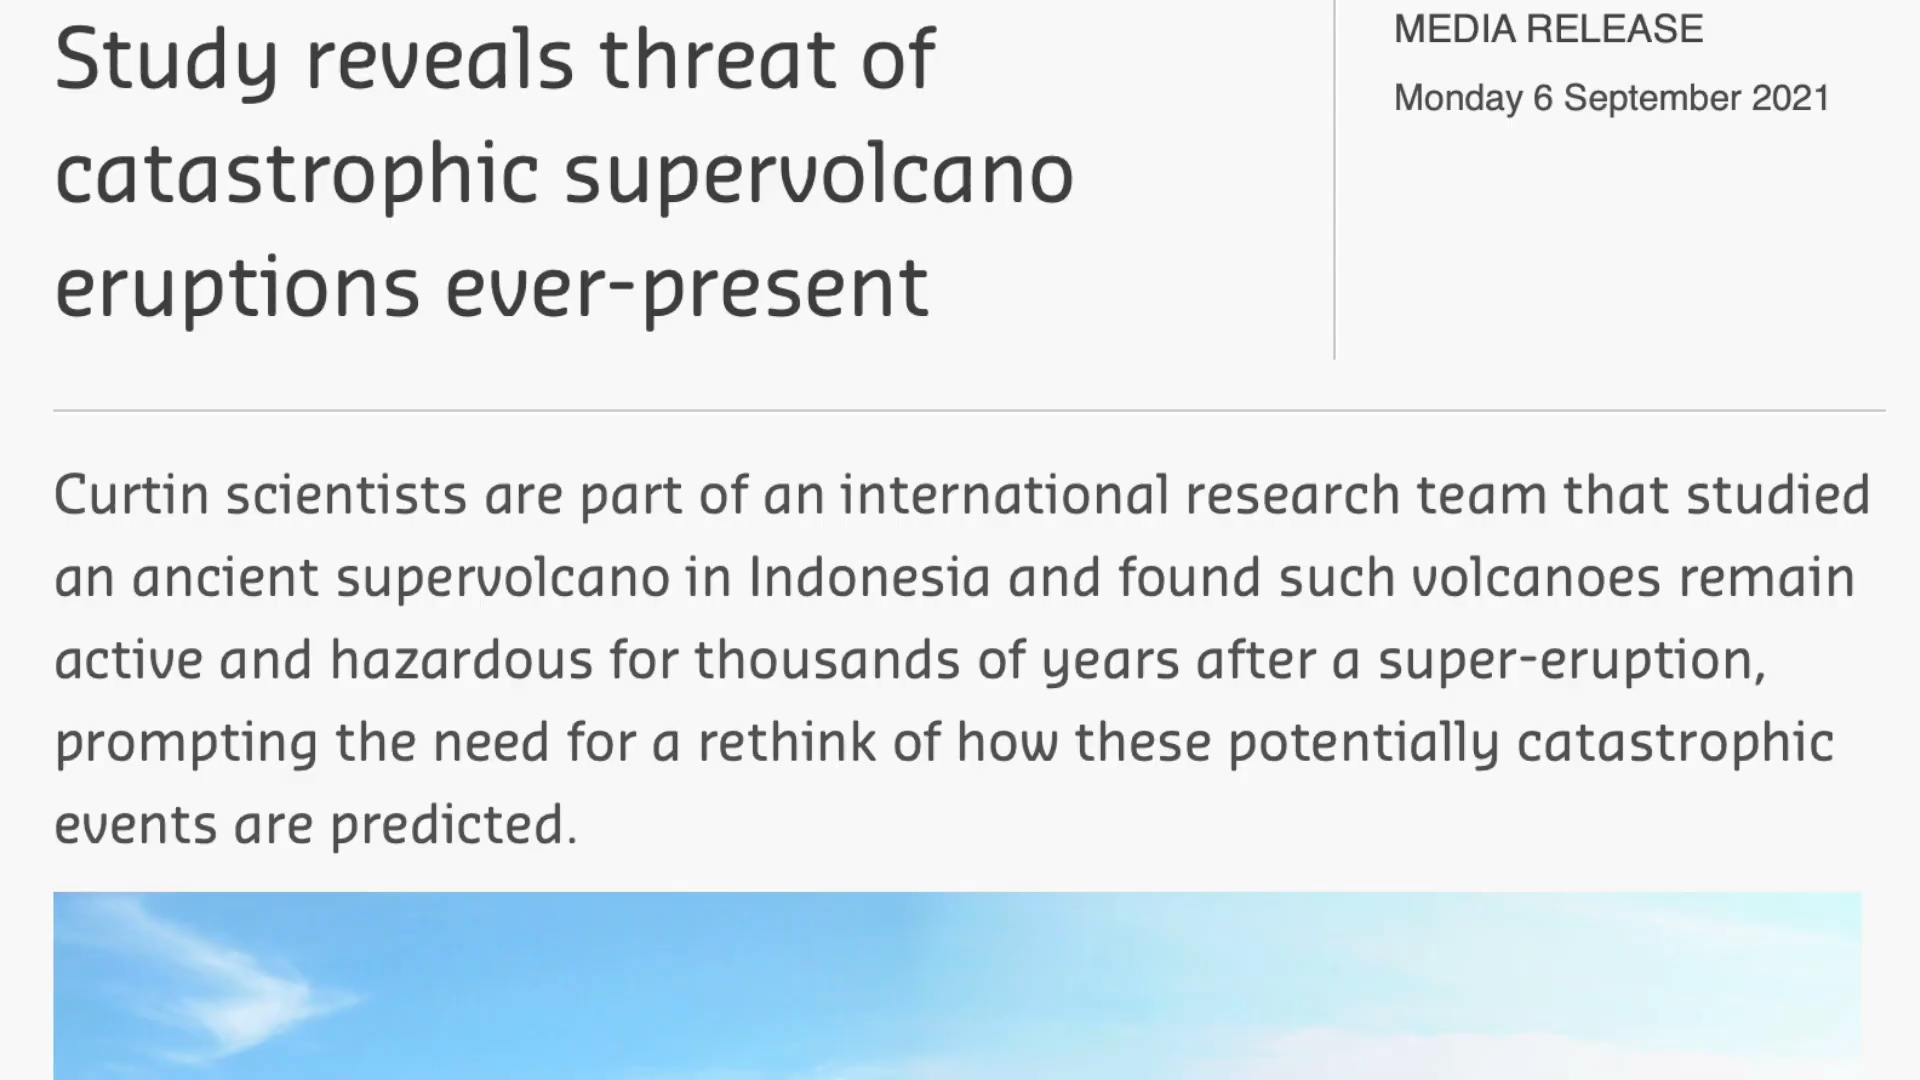 Study reveals threat of
catastrophic supervolcano
eruptions ever-present
MEDIA RELEASE
Monday 6 September 2021
Curtin scientists are part of an international research team that studied
an ancient supervolcano in Indonesia and found such volcanoes remain
active and hazardous for thousands of years after a super-eruption,
prompting the need for a rethink of how these potentially catastrophic
events are predicted.